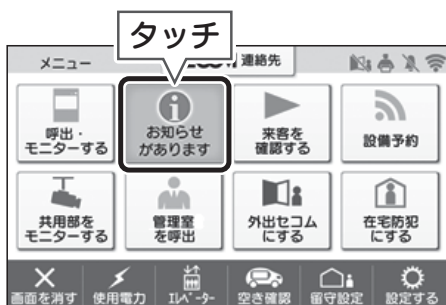 タッチ
メニュー
連絡先
呼出・
モニターする
お知らせ
があります
来客を
確認する
設備予約
共用部を
モニターする
管理室
を呼出
外出セコム
にする
在宅防犯
にする
画面を消す
使用電力
ｴﾚﾍﾞｰﾀｰ
空き確認
留守設定
設定する